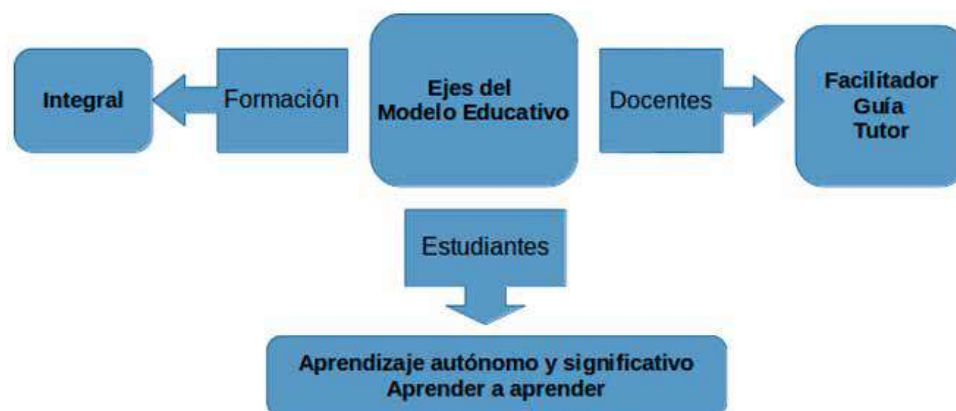 Integral
Formación
Ejes del
Modelo Educativo
Docentes
Facilitador
Guía
Tutor
Estudiantes
Aprendizaje autónomo y significativo
Aprender a aprender